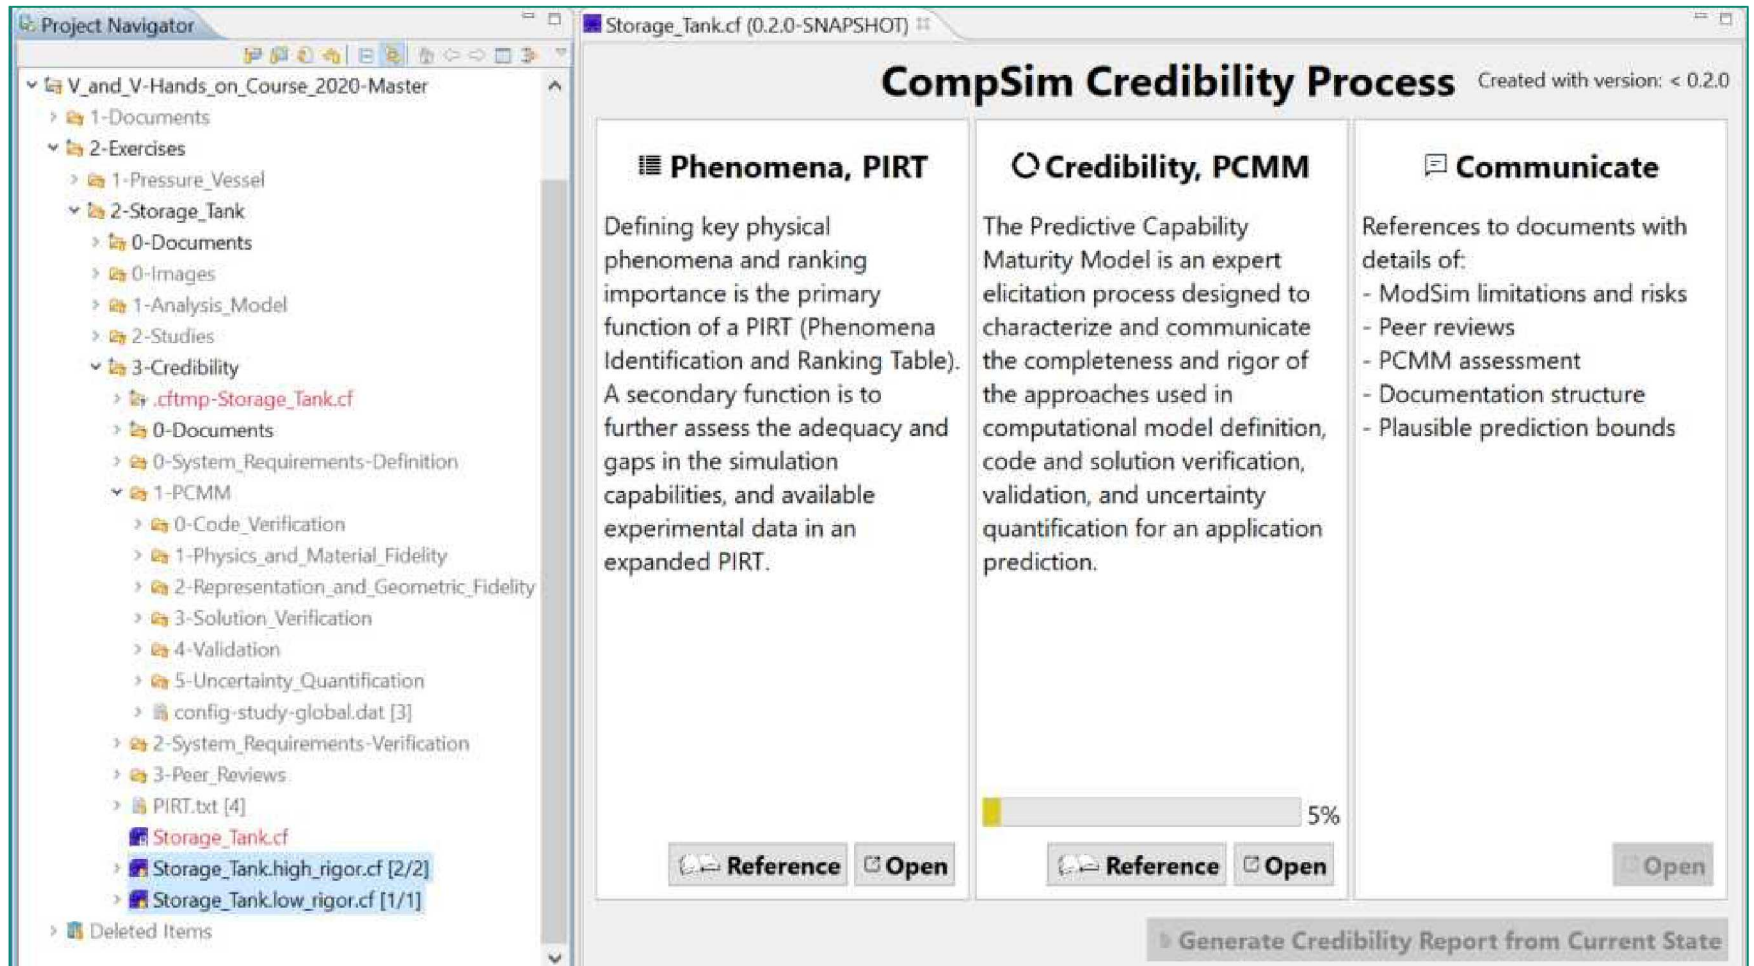 Project Navigator
V_and_V-Hands_on_Course_2020-Master
1-Documents
2-Exercises
1-Pressure_Vessel
2-Storage_Tank
0-Documents
0-Images
1-Analysis_Model
2-Studies
3-Credibility
.cftmp-Storage_Tank.cf
0-Documents
0-System_Requirements-Definition
1-PCMM
0-Code_Verification
1-Physics_and_Material_Fidelity
2-Representation_and_Geometric_Fidelity
3-Solution_Verification
4-Validation
5-Uncertainty_Quantification
config-study-global.dat [3]
2-System_Requirements-Verification
3-Peer_Reviews
PIRT.txt [4]
Storage_Tank.cf
Storage_Tank.high_rigor.cf [2/2]
Storage_Tank.low_rigor.cf [1/1]
Deleted Items
Storage_Tank.cf (0.2.0-SNAPSHOT)
CompSim Credibility Process
Created with version: < 0.2.0
Phenomena, PIRT
Defining key physical
phenomena and ranking
importance is the primary
function of a PIRT (Phenomena
Identification and Ranking Table).
A secondary function is to
further assess the adequacy and
gaps in the simulation
capabilities, and available
experimental data in an
expanded PIRT.
Reference
Open
Credibility, PCMM
The Predictive Capability
Maturity Model is an expert
elicitation process designed to
characterize and communicate
the completeness and rigor of
the approaches used in
computational model definition,
code and solution verification,
validation, and uncertainty
quantification for an application
prediction.
5%
Reference
Open
Communicate
References to documents with
details of:
- ModSim limitations and risks
- Peer reviews
- PCMM assessment
- Documentation structure
- Plausible prediction bounds
Open
Generate Credibility Report from Current State